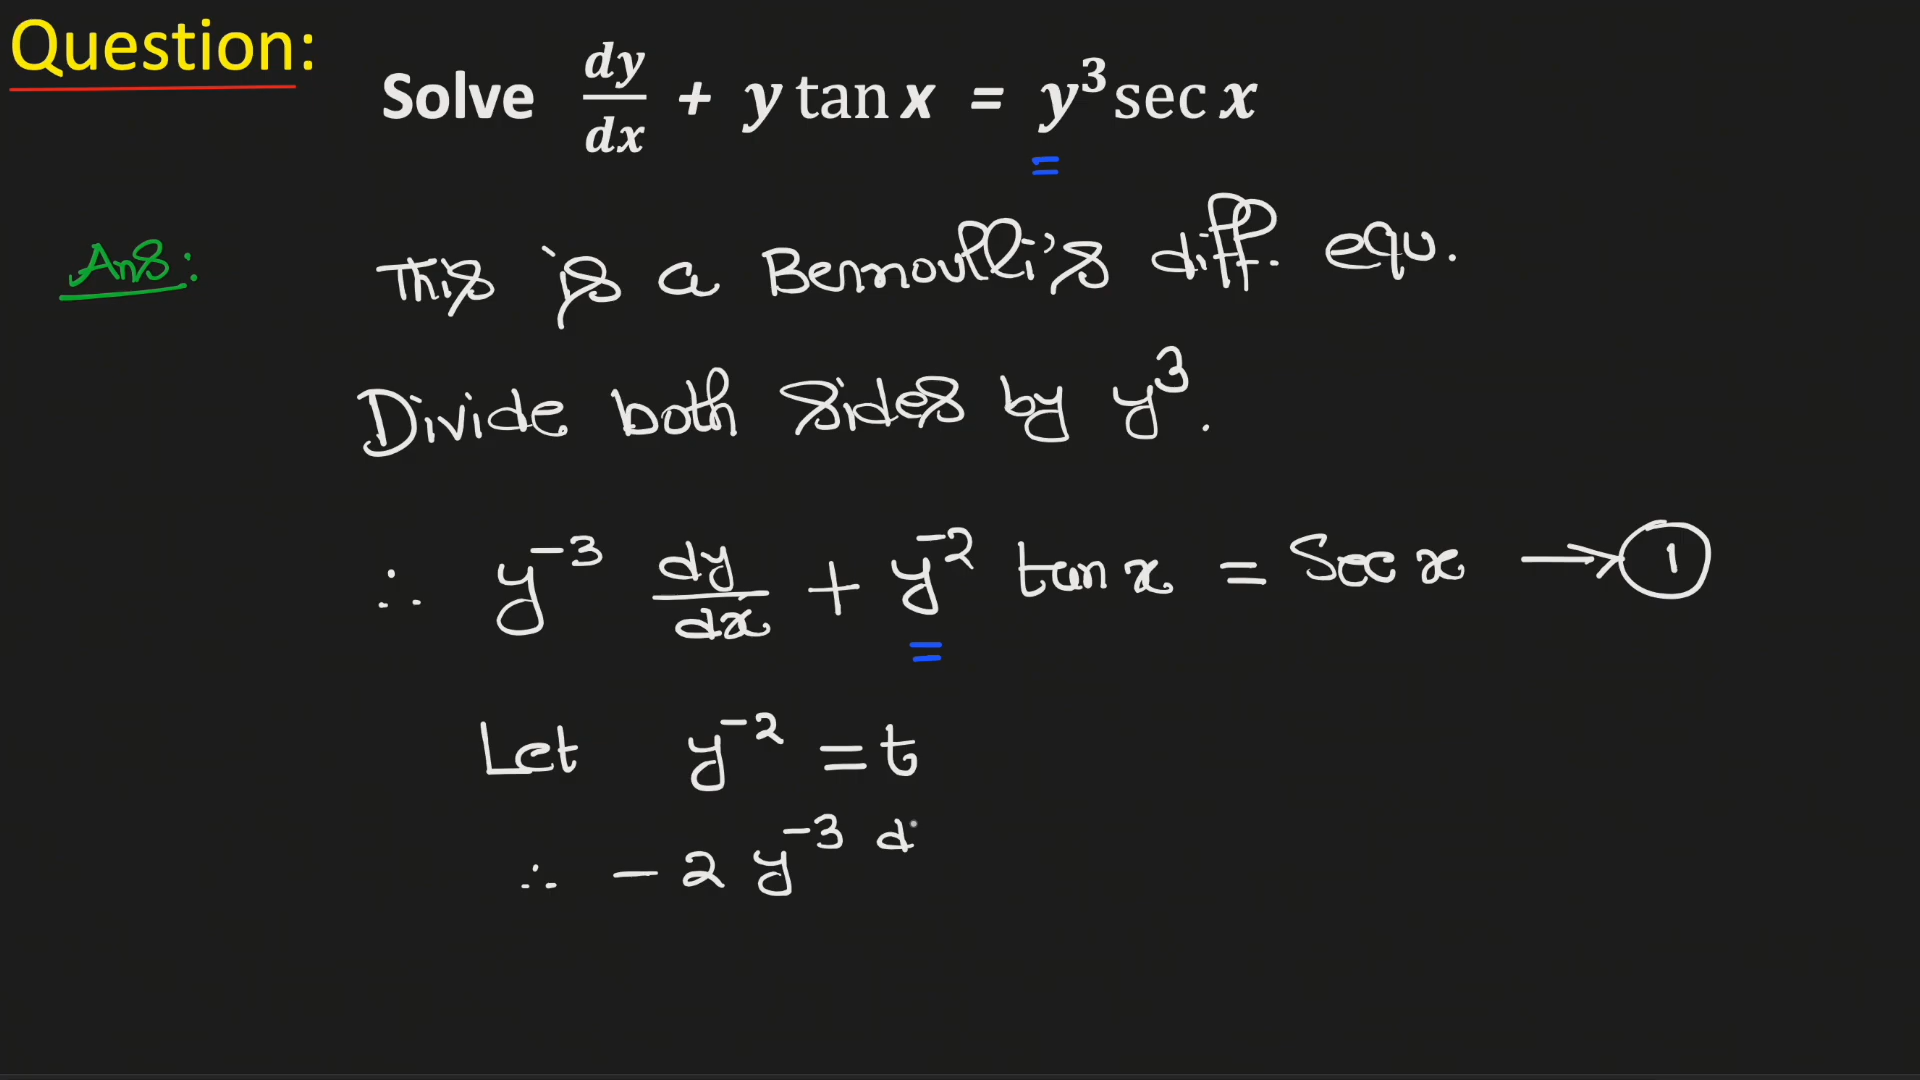 Question:
Solve dy/dx + y tan x = y³ sec x
=
Ans:
This is a Bernoulli's diff. equ.
Divide both sides by y³.
∴ y⁻³ dy/dx + y⁻² tan x = Sec x → ①
=
Let y⁻² = t
∴ - 2 y⁻³ d